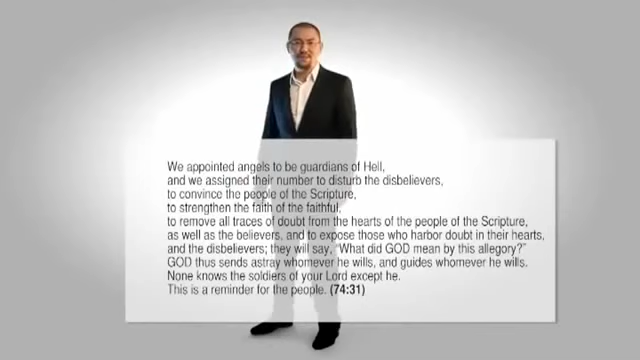 We appointed angels to be guardians of Hell,
and we assigned their number to disturb the disbelievers,
to convince the people of the Scripture,
to strengthen the faith of the faithful,
to remove all traces of doubt from the hearts of the people of the Scripture,
as well as the believers, and to expose those who harbor doubt in their hearts,
and the disbelievers; they will say, "What did GOD mean by this allegory?"
GOD thus sends astray whomever he wills, and guides whomever he wills.
None knows the soldiers of your Lord except he.
This is a reminder for the people. (74:31)